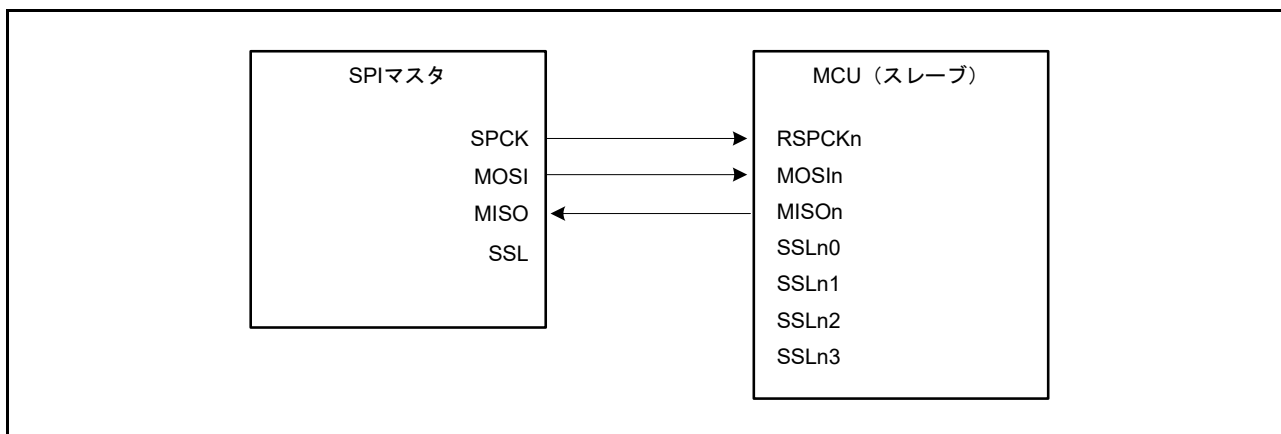 SPIマスタ
SPCK
MOSI
MISO
SSL
MCU（スレーブ）
RSPCKn
MOSIn
MISOn
SSLn0
SSLn1
SSLn2
SSLn3